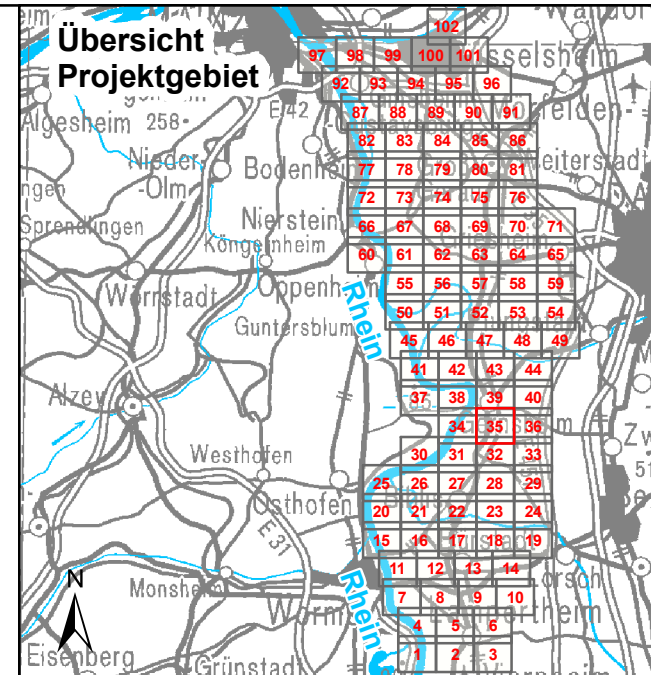 Übersicht
Projektgebiet
102
97 98 99 100 101
sselsheim
92 93 94 95 96
E 42
87 88 89 90 91
Algesheim 258
82 83 84 85 86
Nieder
-Olm
Bodenheim
77 78 79 80 81
eiterstadt
72 73 74 75 76
Sprendlingen
Nierstein
66 67 68 69 70 71
Köngernheim
60 61 62 63 64 65
Wörrstadt
Oppenh
55 56 57 58 59
Rhein
50 51 52 53 54
Guntersblum
45 46 47 48 49
41 42 43 44
Alzey
37 38 39 40
34 35 36
Westhofen
30 31 32 33
25 26 27 28 29
Osthofen
20 21 22 23 24
E 31
15 16 17 18 19
11 12 13 14
orsch
N
Monsheim
Rhein
7 8 9 10
Worm
ertheim
4 5 6
Eisenberg
Grünstadt
1 2 3